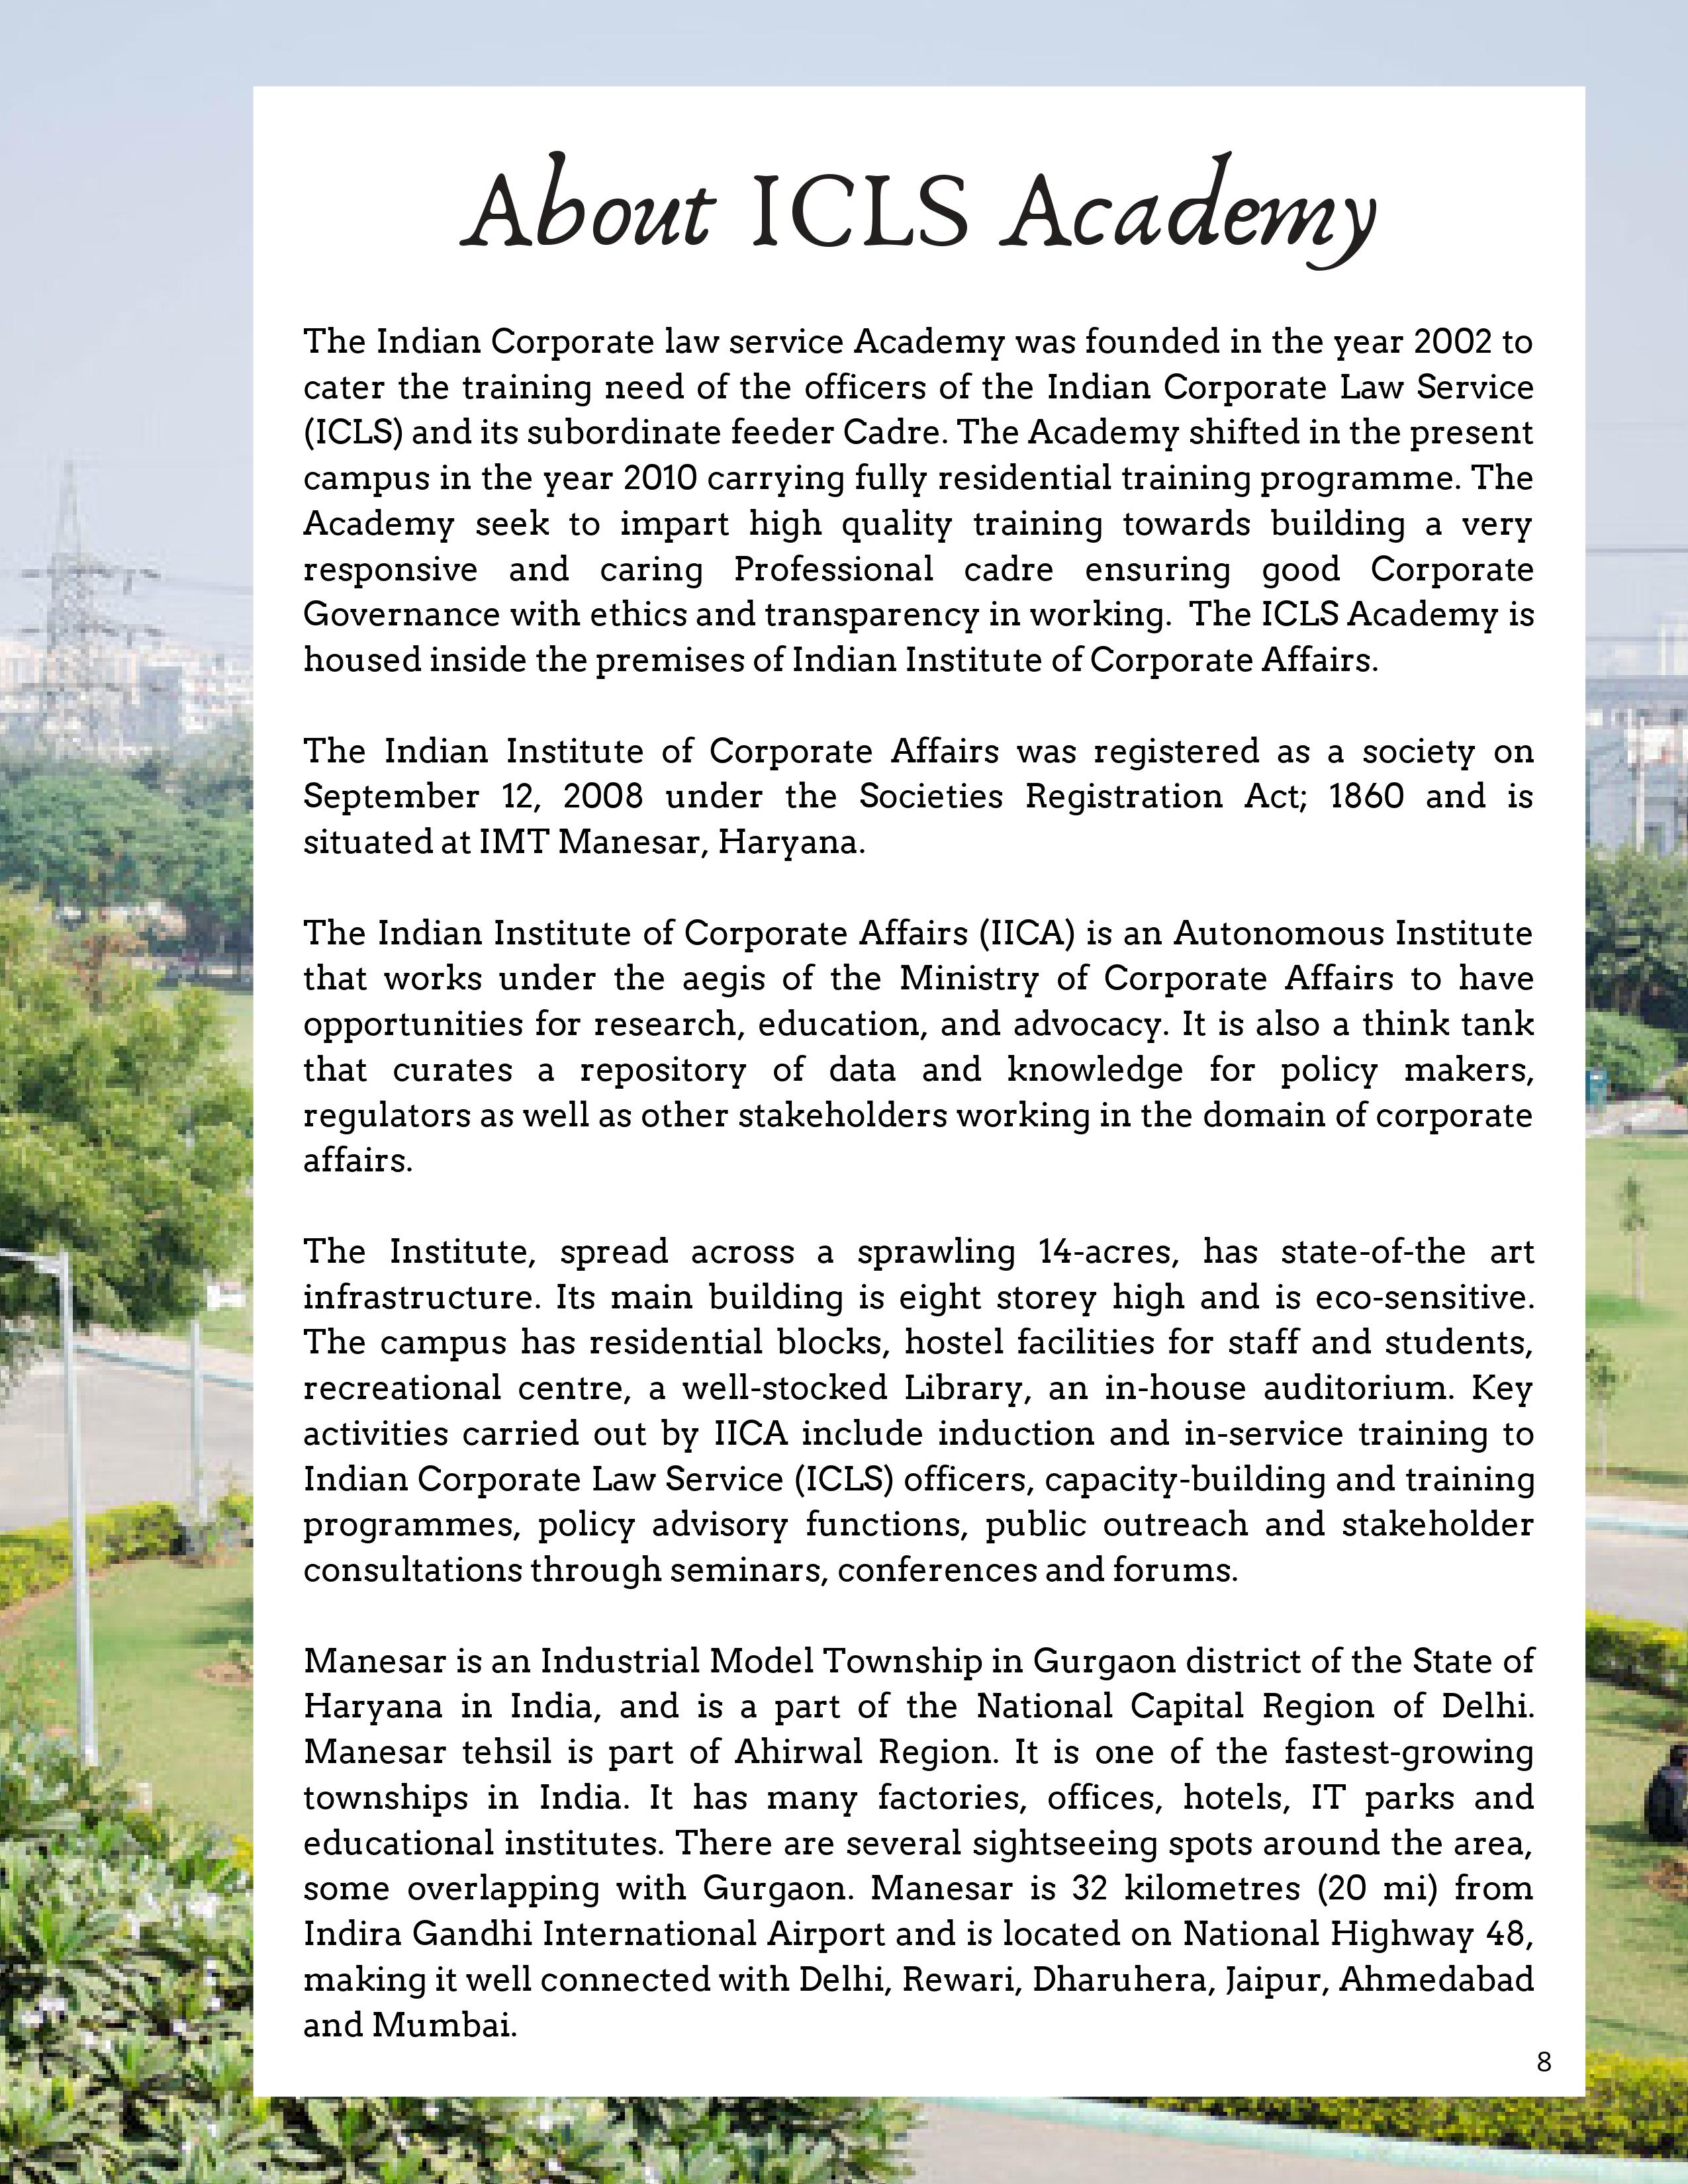 About ICLS Academy
The Indian Corporate law service Academy was founded in the year 2002 to
cater the training need of the officers of the Indian Corporate Law Service
(ICLS) and its subordinate feeder Cadre. The Academy shifted in the present
campus in the year 2010 carrying fully residential training programme. The
Academy seek to impart high quality training towards building a very
responsive and caring Professional cadre ensuring good Corporate
Governance with ethics and transparency in working. The ICLS Academy is
housed inside the premises of Indian Institute of Corporate Affairs.
The Indian Institute of Corporate Affairs was registered as a society on
September 12, 2008 under the Societies Registration Act; 1860 and is
situated at IMT Manesar, Haryana.
The Indian Institute of Corporate Affairs (IICA) is an Autonomous Institute
that works under the aegis of the Ministry of Corporate Affairs to have
opportunities for research, education, and advocacy. It is also a think tank
that curates a repository of data and knowledge for policy makers,
regulators as well as other stakeholders working in the domain of corporate
affairs.
The Institute, spread across a sprawling 14-acres, has state-of-the art
infrastructure. Its main building is eight storey high and is eco-sensitive.
The campus has residential blocks, hostel facilities for staff and students,
recreational centre, a well-stocked Library, an in-house auditorium. Key
activities carried out by IICA include induction and in-service training to
Indian Corporate Law Service (ICLS) officers, capacity-building and training
programmes, policy advisory functions, public outreach and stakeholder
consultations through seminars, conferences and forums.
Manesar is an Industrial Model Township in Gurgaon district of the State of
Haryana in India, and is a part of the National Capital Region of Delhi.
Manesar tehsil is part of Ahirwal Region. It is one of the fastest-growing
townships in India. It has many factories, offices, hotels, IT parks and
educational institutes. There are several sightseeing spots around the area,
some overlapping with Gurgaon. Manesar is 32 kilometres (20 mi) from
Indira Gandhi International Airport and is located on National Highway 48,
making it well connected with Delhi, Rewari, Dharuhera, Jaipur, Ahmedabad
and Mumbai.
8